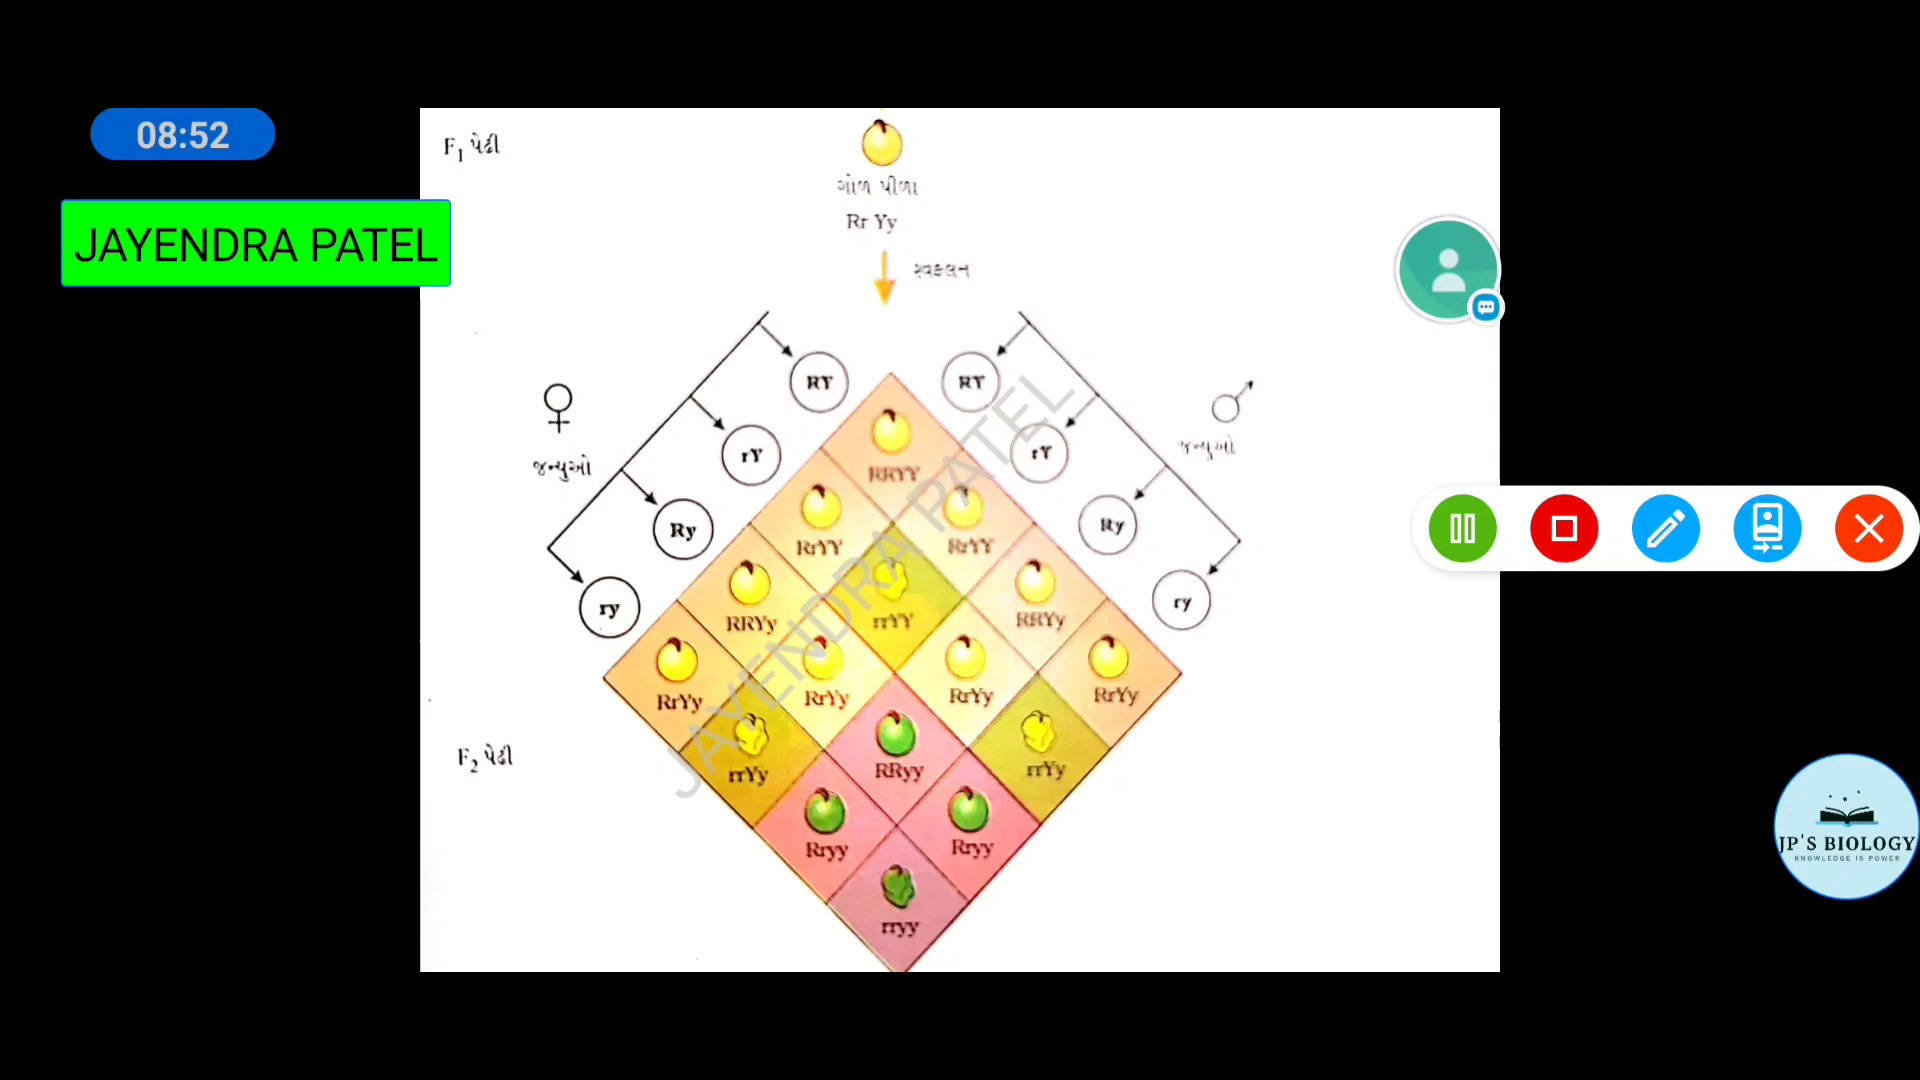 08:52
JAYENDRA PATEL
F1 પેઢી
ગોળ પીળા
Rr Yy
સ્વફલન
RY
RY
rY
rY
જન્યુઓ
જન્યુઓ
Ry
Ry
ry
ry
RRYY
RrYY
RrYY
RRYy
rrYY
RRYy
RrYy
RrYy
RrYy
RrYy
F2 પેઢી
rrYy
RRyy
rrYy
Rryy
Rryy
rryy
JAYENDRA PATEL
JP'S BIOLOGY
KNOWLEDGE IS POWER